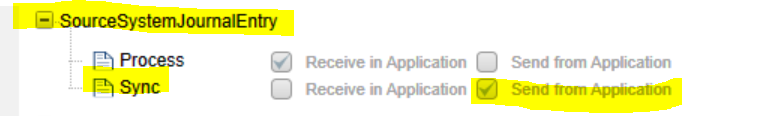 SourceSystemJournalEntry
Process Receive in Application Send from Application
Sync Receive in Application Send from Application